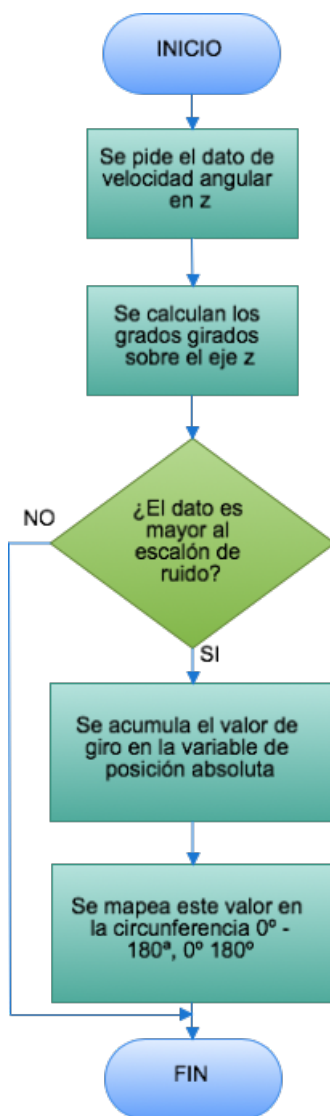 INICIO
Se pide el dato de
velocidad angular
en z
Se calculan los
grados girados
sobre el eje z
¿El dato es
mayor al
escalón de
ruido?
NO
SI
Se acumula el valor de
giro en la variable de
posición absoluta
Se mapea este valor en
la circunferencia 0º -
180ª, 0º 180º
FIN